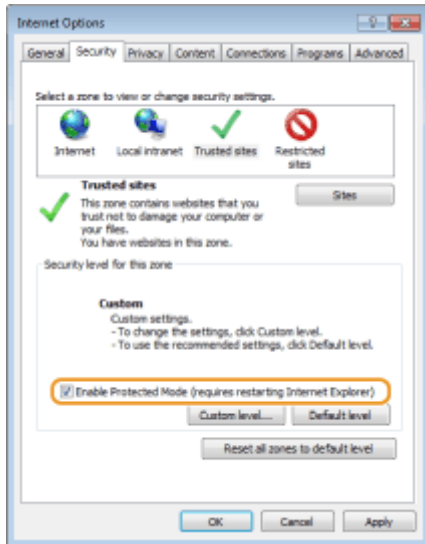 Internet Options
General Security Privacy Content Connections Programs Advanced
Select a zone to view or change security settings.
Internet Local intranet Trusted sites Restricted
sites
Trusted sites
Sites
This zone contains websites that you
trust not to damage your computer or
your files.
You have websites in this zone.
Security level for this zone
Custom
Custom settings.
- To change the settings, click Custom level.
- To use the recommended settings, click Default level.
Enable Protected Mode (requires restarting Internet Explorer)
Custom level... Default level
Reset all zones to default level
OK Cancel Apply